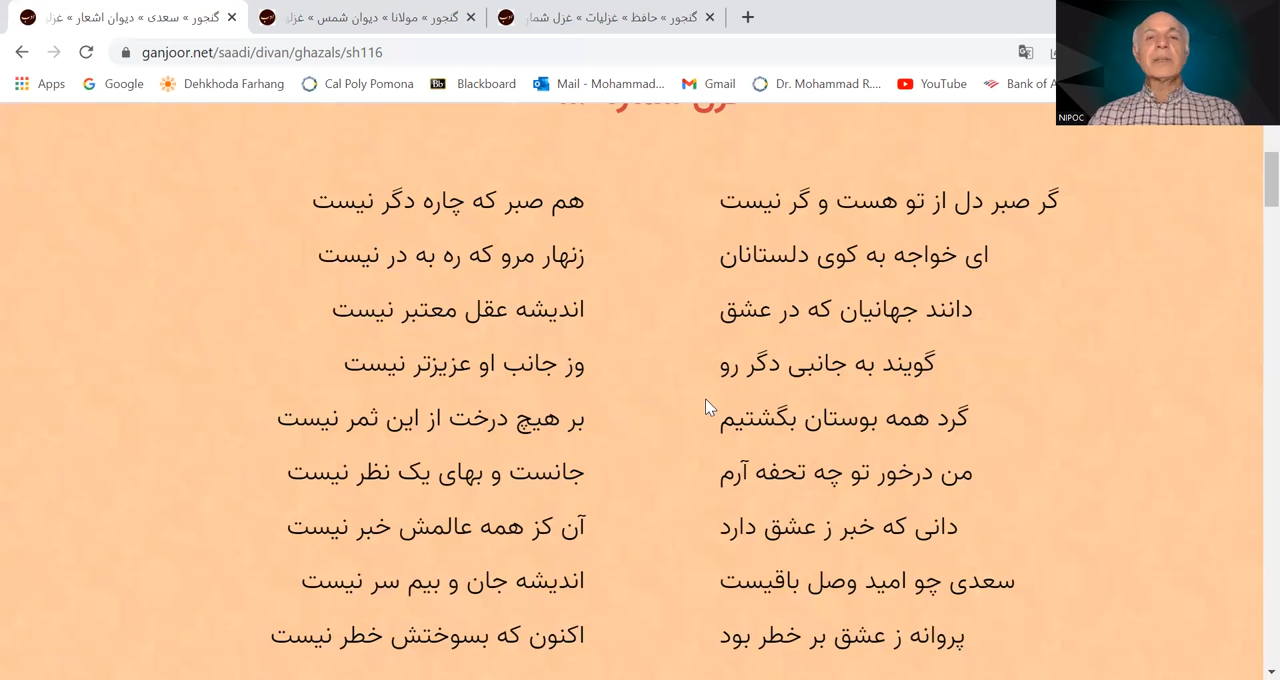 گنجور » سعدی » دیوان اشعار » غزل
گنجور » مولانا » دیوان شمس » غزل
گنجور » حافظ » غزلیات » غزل شمار
ganjoor.net/saadi/divan/ghazals/sh116
Apps Google Dehkhoda Farhang Cal Poly Pomona Bb Blackboard Mail - Mohammad... Gmail Dr. Mohammad R.... YouTube Bank of A
NIPOC
گر صبر دل از تو هست و گر نیست هم صبر که چاره دگر نیست
ای خواجه به کوی دلستانان زنهار مرو که ره به در نیست
دانند جهانیان که در عشق اندیشه عقل معتبر نیست
گویند به جانبی دگر رو وز جانب او عزیزتر نیست
گرد همه بوستان بگشتیم بر هیچ درخت از این ثمر نیست
من درخور تو چه تحفه آرم جانست و بهای یک نظر نیست
دانی که خبر ز عشق دارد آن کز همه عالمش خبر نیست
سعدی چو امید وصل باقیست اندیشه جان و بیم سر نیست
پروانه ز عشق بر خطر بود اکنون که بسوختش خطر نیست